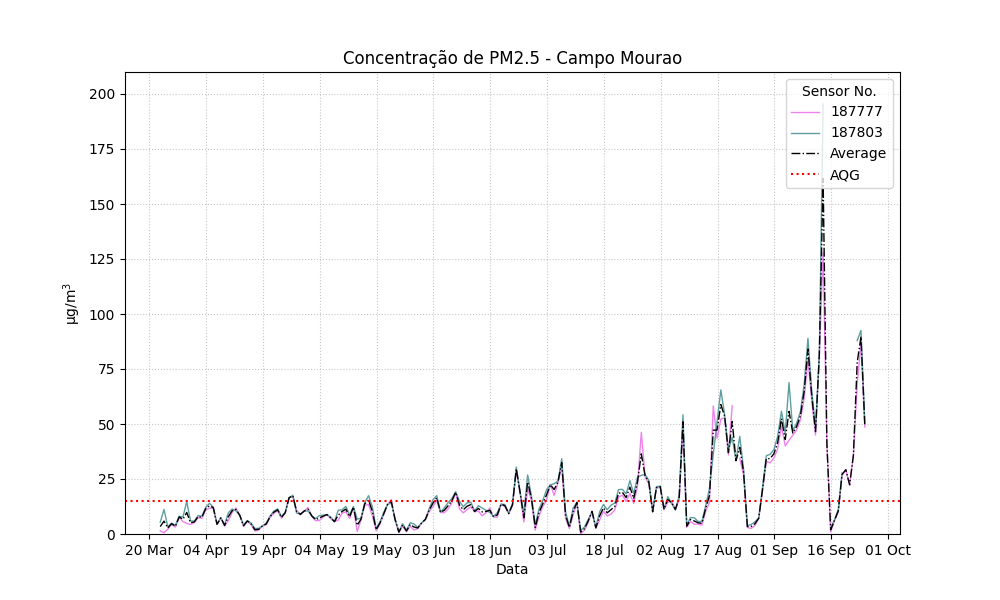 Concentração de PM2.5 - Campo Mourao
Sensor No.
187777
187803
Average
AQG
200
175
150
125
100
75
50
25
0
µg/m³
20 Mar 04 Apr 19 Apr 04 May 19 May 03 Jun 18 Jun 03 Jul 18 Jul 02 Aug 17 Aug 01 Sep 16 Sep 01 Oct
Data